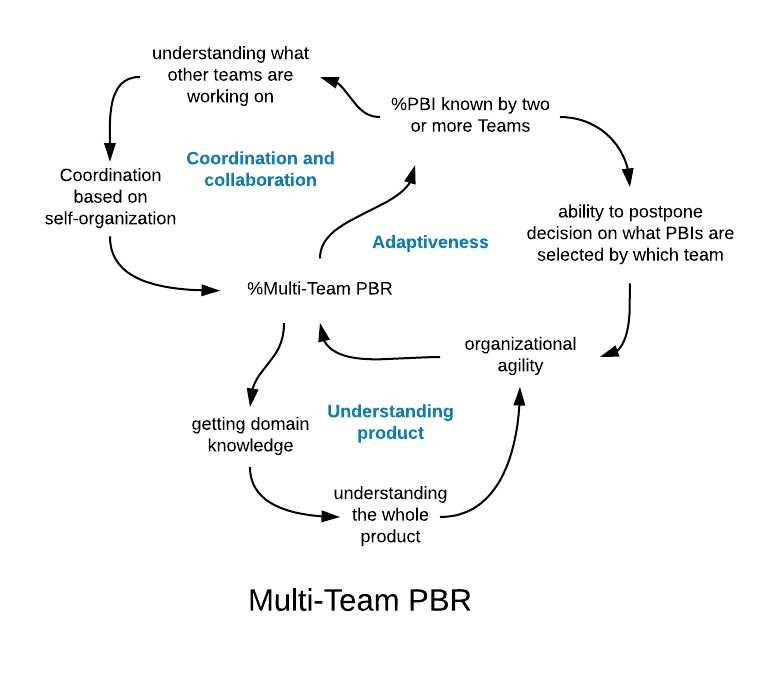 understanding what
other teams are
working on
%PBI known by two
or more Teams
Coordination and
collaboration
Coordination
based on
self-organization
ability to postpone
decision on what PBIs are
selected by which team
Adaptiveness
%Multi-Team PBR
organizational
agility
Understanding
product
getting domain
knowledge
understanding
the whole
product
Multi-Team PBR